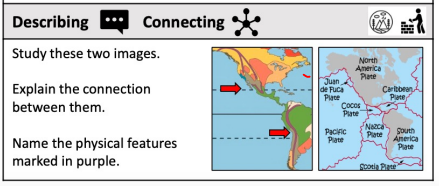 Describing Connecting
Study these two images.
Explain the connection
between them.
Name the physical features
marked in purple.
North
America
Plate
Juan
de Fuca
Plate
Caribbean
Plate
Cocos
Plate
Pacific
Plate
Nazca
Plate
South
America
Plate
Scotia Plate